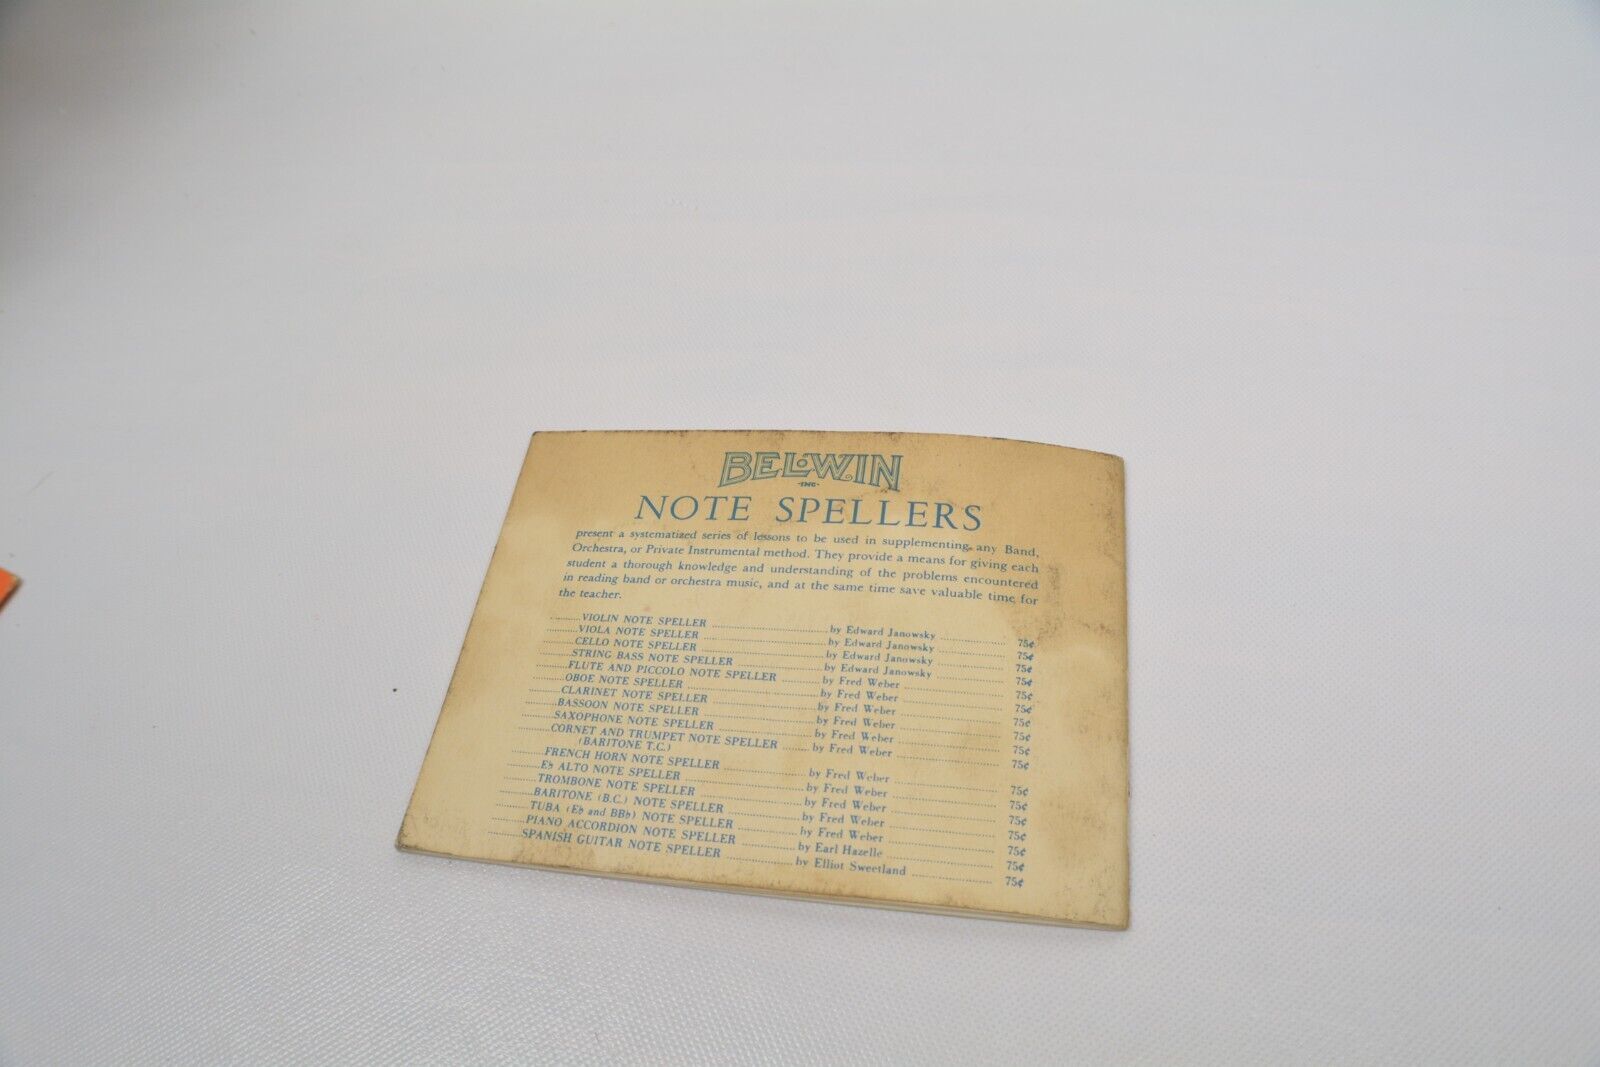 BELWIN
-INC-
NOTE SPELLERS
present a systematized series of lessons to be used in supplementing any Band,
Orchestra, or Private Instrumental method. They provide a means for giving each
student a thorough knowledge and understanding of the problems encountered
in reading band or orchestra music, and at the same time save valuable time for
the teacher.
VIOLIN NOTE SPELLER by Edward Janowsky 75¢
VIOLA NOTE SPELLER by Edward Janowsky 75¢
CELLO NOTE SPELLER by Edward Janowsky 75¢
STRING BASS NOTE SPELLER by Edward Janowsky 75¢
FLUTE AND PICCOLO NOTE SPELLER by Fred Weber 75¢
OBOE NOTE SPELLER by Fred Weber 75¢
CLARINET NOTE SPELLER by Fred Weber 75¢
BASSOON NOTE SPELLER by Fred Weber 75¢
SAXOPHONE NOTE SPELLER by Fred Weber 75¢
CORNET AND TRUMPET NOTE SPELLER by Fred Weber 75¢
(BARITONE T.C.)
FRENCH HORN NOTE SPELLER by Fred Weber 75¢
E♭ ALTO NOTE SPELLER by Fred Weber 75¢
TROMBONE NOTE SPELLER by Fred Weber 75¢
BARITONE (B.C.) NOTE SPELLER by Fred Weber 75¢
TUBA (E♭ and BB♭) NOTE SPELLER by Fred Weber 75¢
PIANO ACCORDION NOTE SPELLER by Earl Hazelle 75¢
SPANISH GUITAR NOTE SPELLER by Elliot Sweetland 75¢